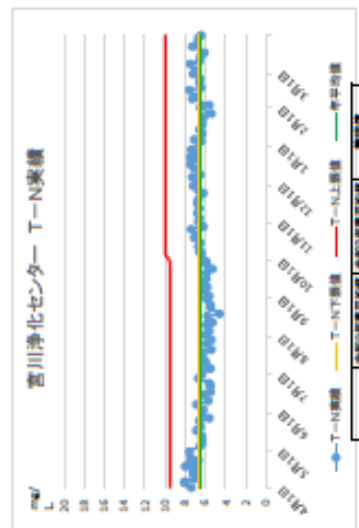 宮川浄化センター T-N実績
mg/
L
20
18
16
14
12
10
8
6
4
2
0
4月1日
5月1日
6月1日
7月1日
8月1日
9月1日
10月1日
11月1日
12月1日
1月1日
2月1日
3月1日
T-N実績
T-N下限値
T-N上限値
年平均値